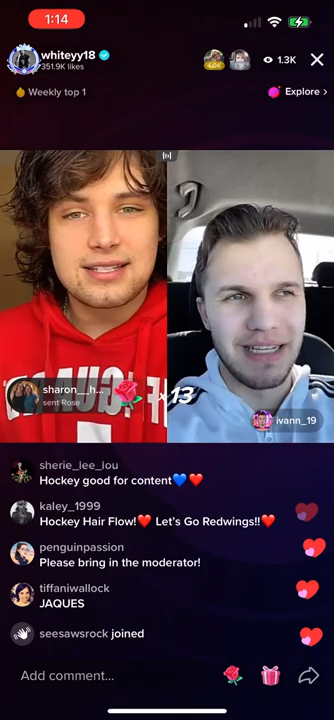 1:14
whiteyy18
351.9K likes
4.0K
1.3K
Weekly top 1
Explore >
sharon__h...
sent Rose
x13
ivann_19
sherie_lee_lou
Hockey good for content💙❤️
kaley_1999
Hockey Hair Flow!❤️ Let's Go Redwings!!❤️
penguinpassion
Please bring in the moderator!
tiffaniwallock
JAQUES
seesawsrock joined
Add comment...